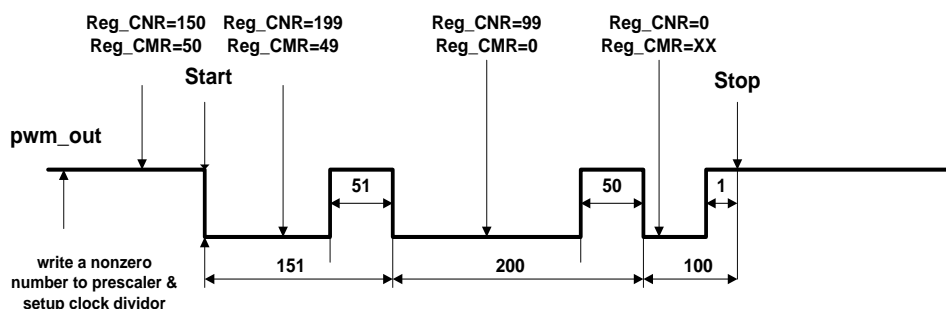 Reg_CNR=150
Reg_CMR=50
Reg_CNR=199
Reg_CMR=49
Reg_CNR=99
Reg_CMR=0
Reg_CNR=0
Reg_CMR=XX
Start
Stop
pwm_out
51
50
1
write a nonzero
number to prescaler &
setup clock dividor
151
200
100